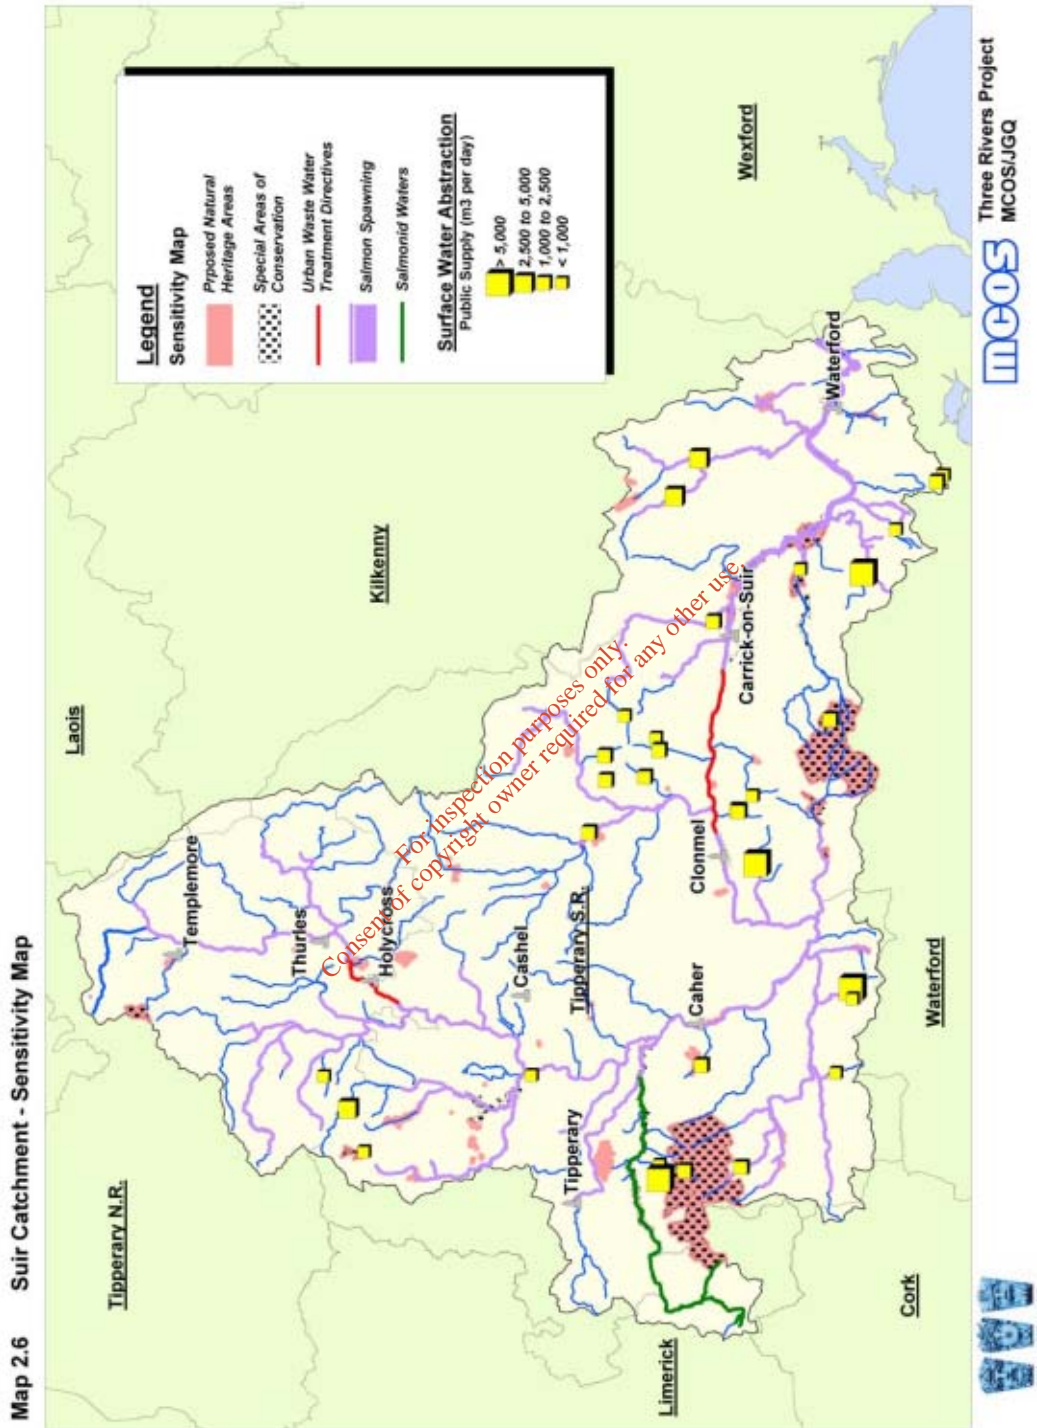 Map 2.6 Suir Catchment - Sensitivity Map
Legend
Sensitivity Map
Prposed Natural
Heritage Areas
Special Areas of
Conservation
Urban Waste Water
Treatment Directives
Salmon Spawning
Salmonid Waters
Surface Water Abstraction
Public Supply (m3 per day)
> 5,000
2,500 to 5,000
1,000 to 2,500
< 1,000
Tipperary N.R.
Laois
Kilkenny
Wexford
Templemore
Thurles
Holycross
Cashel
Tipperary S.R.
Tipperary
Caher
Clonmel
Carrick-on-Suir
Waterford
Limerick
Cork
Waterford
For inspection purposes only.
Consent of copyright owner required for any other use.
MCOS
Three Rivers Project
MCOS/JGQ